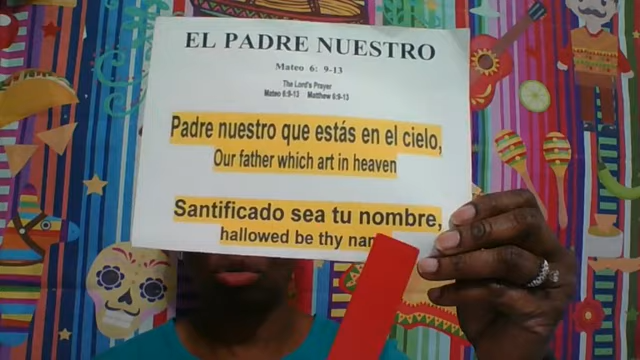 EL PADRE NUESTRO
Mateo 6: 9-13
The Lord's Prayer
Mateo 6:9-13 Matthew 6:9-13
Padre nuestro que estás en el cielo,
Our father which art in heaven
Santificado sea tu nombre,
hallowed be thy